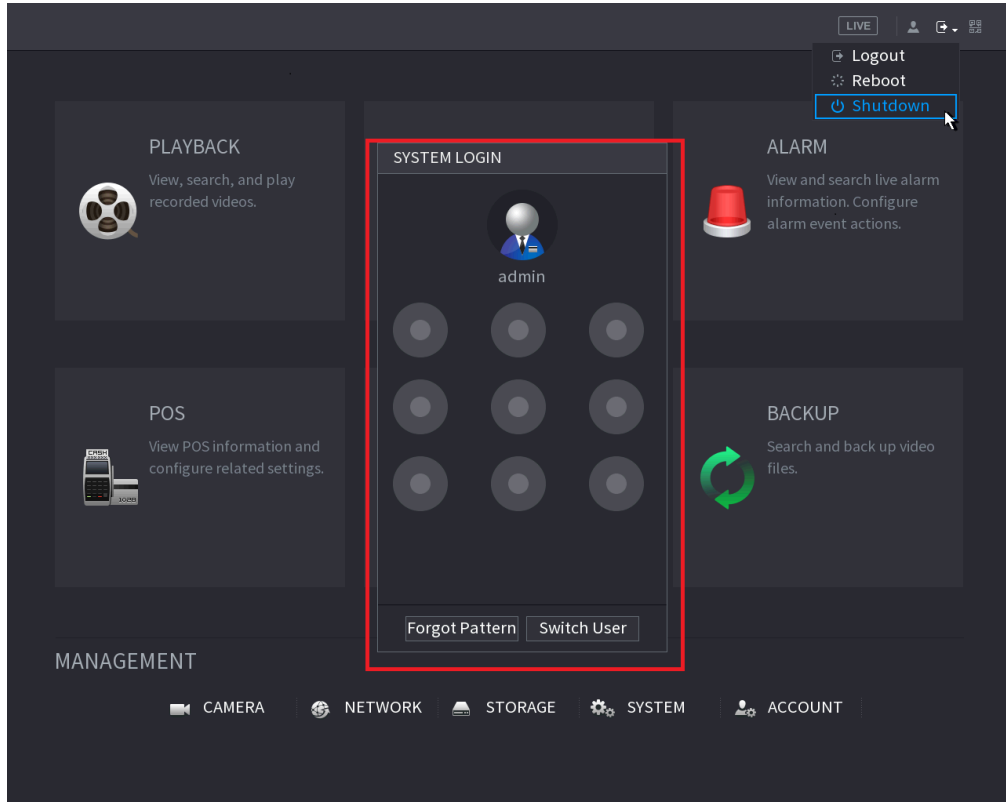 LIVE
Logout
Reboot
Shutdown
PLAYBACK
View, search, and play
recorded videos.
SYSTEM LOGIN
admin
Forgot Pattern
Switch User
ALARM
View and search live alarm
information. Configure
alarm event actions.
POS
View POS information and
configure related settings.
CASH
1028
BACKUP
Search and back up video
files.
MANAGEMENT
CAMERA
NETWORK
STORAGE
SYSTEM
ACCOUNT